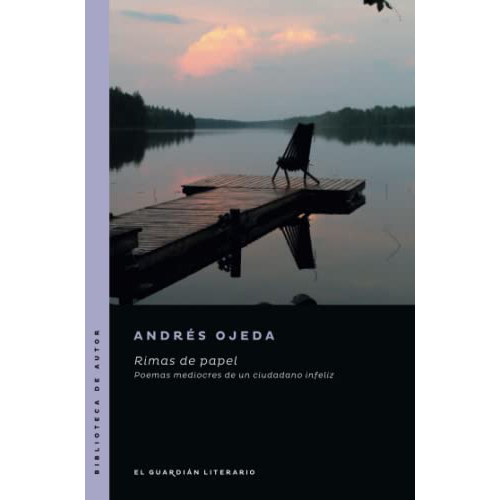 ANDRÉS OJEDA
Rimas de papel
Poemas mediocres de un ciudadano infeliz
EL GUARDIÁN LITERARIO
BIBLIOTECA DE AUTOR